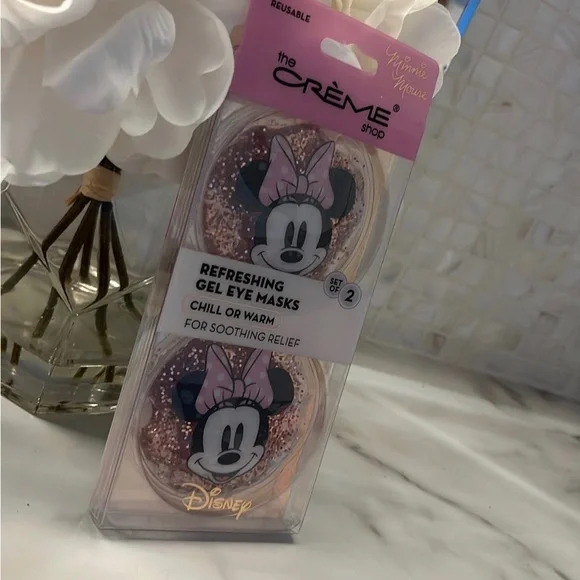 REUSABLE
the
CRÈME®
shop
Minnie
Mouse
REFRESHING
GEL EYE MASKS
SET
OF 2
CHILL OR WARM
FOR SOOTHING RELIEF
Disney